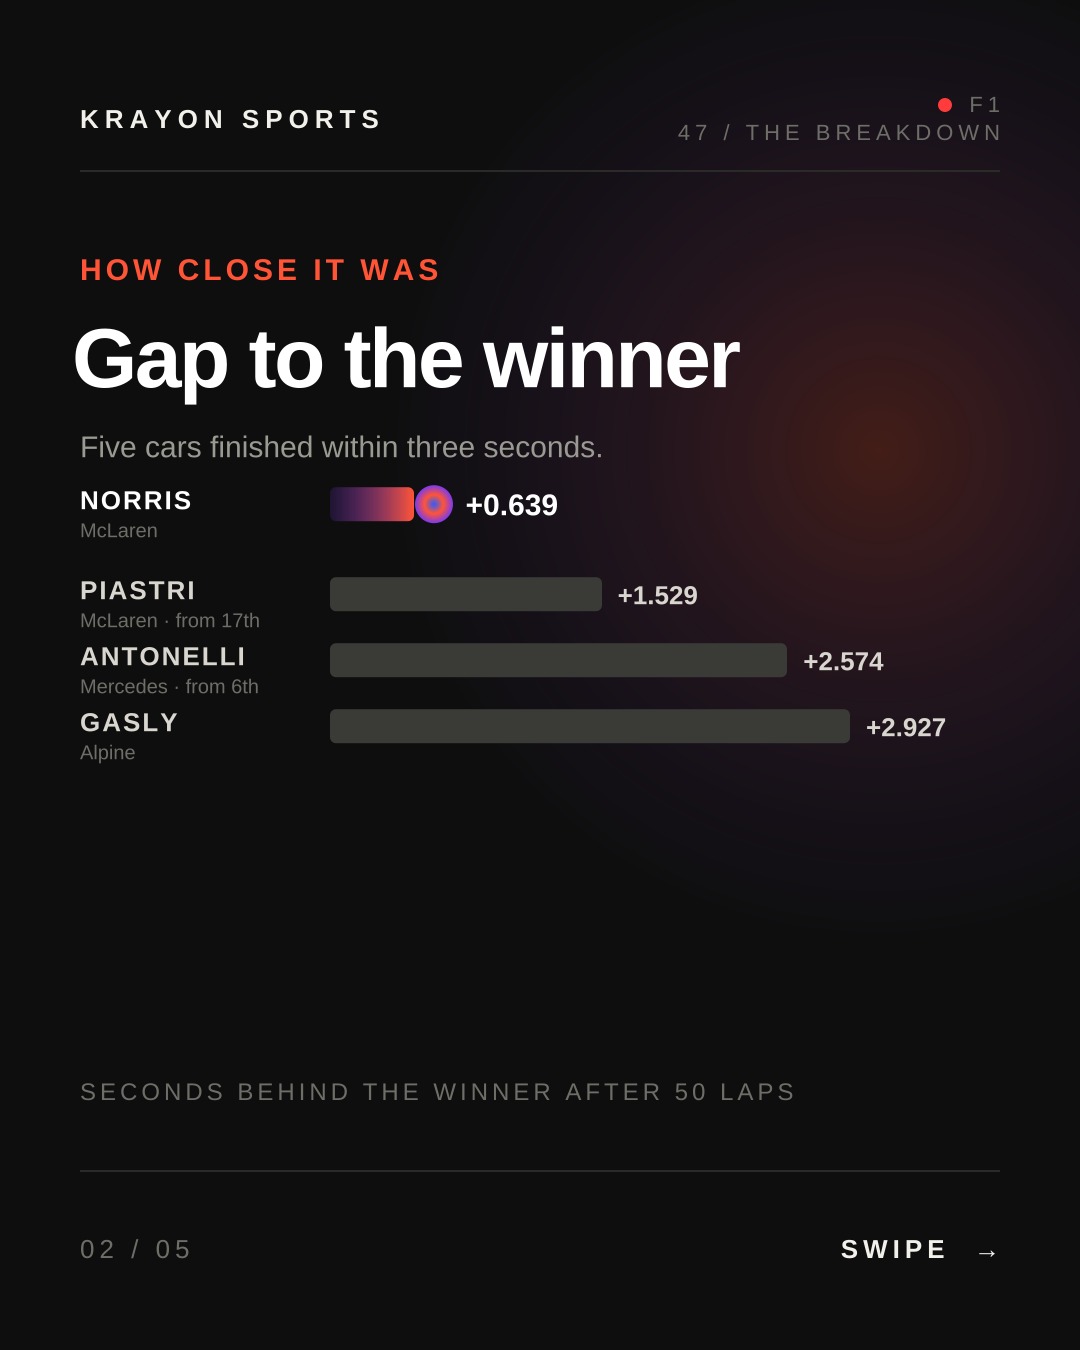 KRAYON SPORTS
F1
47 / THE BREAKDOWN
HOW CLOSE IT WAS
Gap to the winner
Five cars finished within three seconds.
NORRIS
McLaren
+0.639
PIASTRI
McLaren · from 17th
+1.529
ANTONELLI
Mercedes · from 6th
+2.574
GASLY
Alpine
+2.927
SECONDS BEHIND THE WINNER AFTER 50 LAPS
02 / 05
SWIPE →